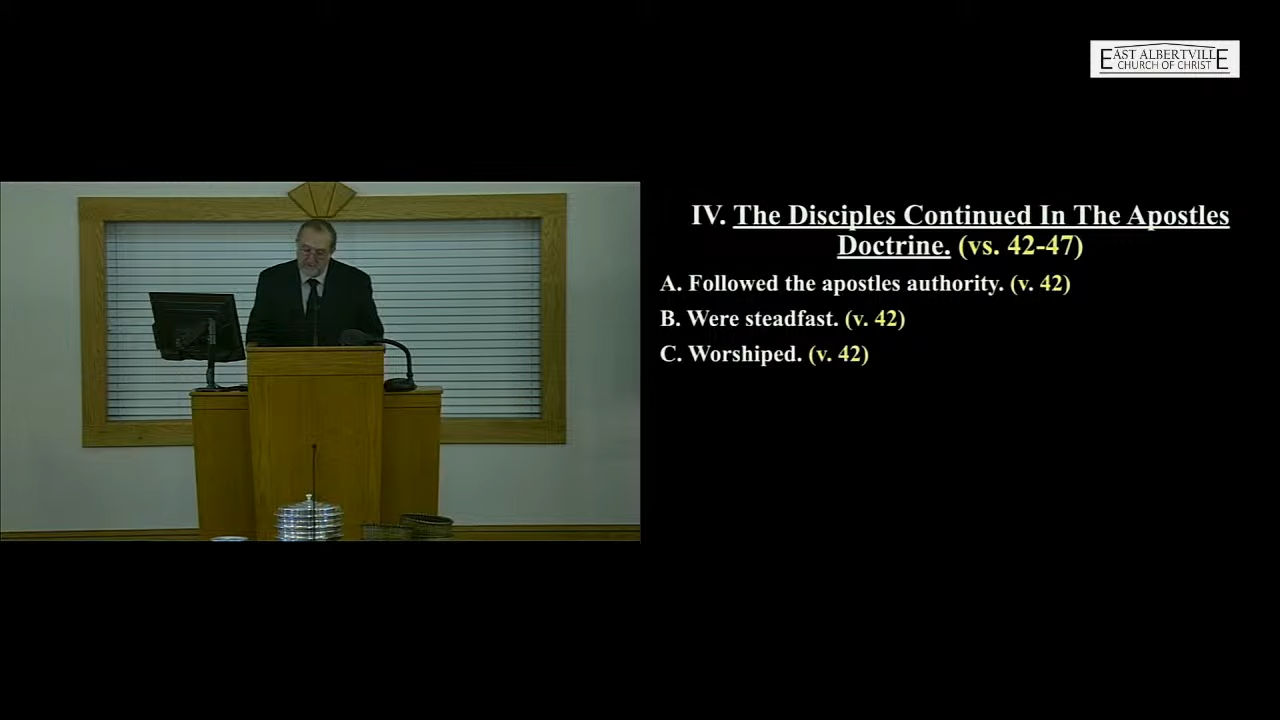 EAST ALBERTVILLE
CHURCH OF CHRIST
IV. The Disciples Continued In The Apostles
Doctrine. (vs. 42-47)
A. Followed the apostles authority. (v. 42)
B. Were steadfast. (v. 42)
C. Worshiped. (v. 42)